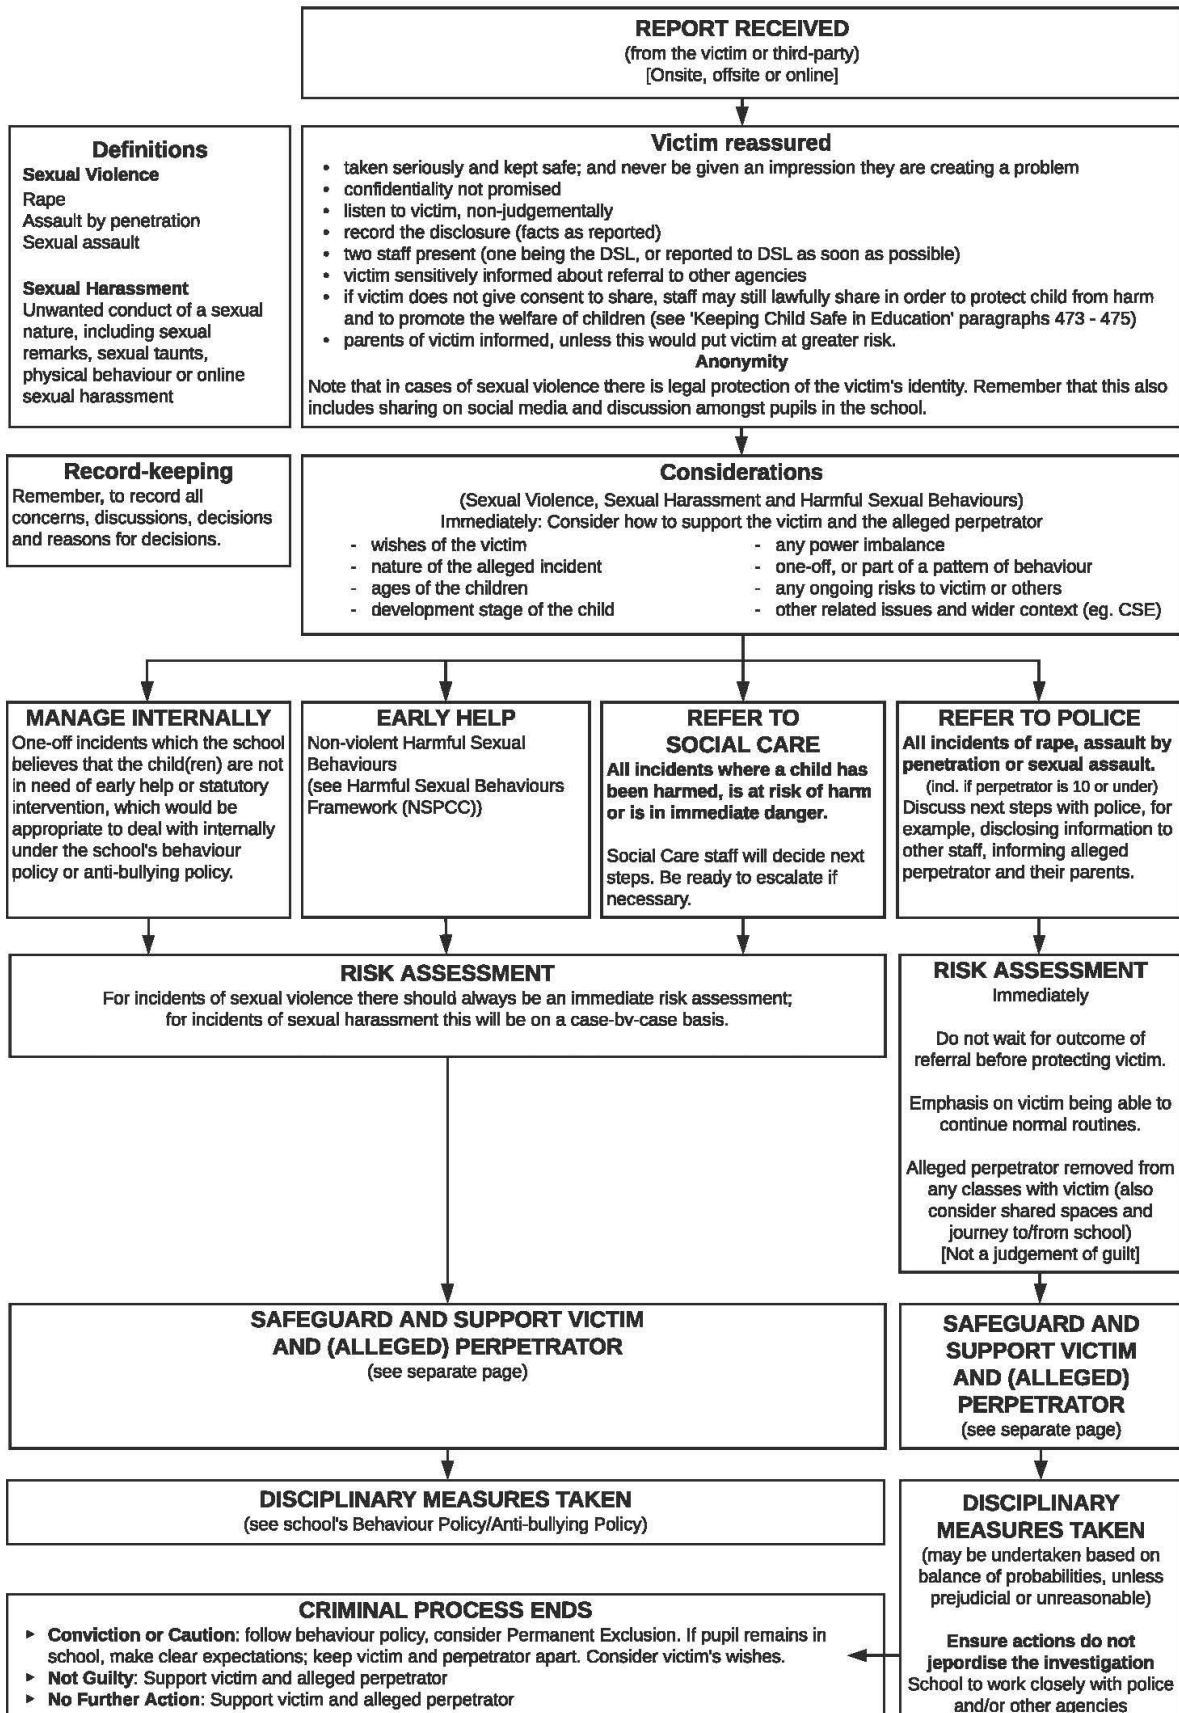 REPORT RECEIVED
(from the victim or third-party)
[Onsite, offsite or online]
Definitions
Sexual Violence
Rape
Assault by penetration
Sexual assault
Sexual Harassment
Unwanted conduct of a sexual
nature, including sexual
remarks, sexual taunts,
physical behaviour or online
sexual harassment
Victim reassured
• taken seriously and kept safe; and never be given an impression they are creating a problem
• confidentiality not promised
• listen to victim, non-judgementally
• record the disclosure (facts as reported)
• two staff present (one being the DSL, or reported to DSL as soon as possible)
• victim sensitively informed about referral to other agencies
• if victim does not give consent to share, staff may still lawfully share in order to protect child from harm
and to promote the welfare of children (see 'Keeping Child Safe in Education' paragraphs 473 - 475)
• parents of victim informed, unless this would put victim at greater risk.
Anonymity
Note that in cases of sexual violence there is legal protection of the victim's identity. Remember that this also
includes sharing on social media and discussion amongst pupils in the school.
Record-keeping
Remember, to record all
concerns, discussions, decisions
and reasons for decisions.
Considerations
(Sexual Violence, Sexual Harassment and Harmful Sexual Behaviours)
Immediately: Consider how to support the victim and the alleged perpetrator
- wishes of the victim
- nature of the alleged incident
- ages of the children
- development stage of the child
- any power imbalance
- one-off, or part of a pattern of behaviour
- any ongoing risks to victim or others
- other related issues and wider context (eg. CSE)
MANAGE INTERNALLY
One-off incidents which the school
believes that the child(ren) are not
in need of early help or statutory
intervention, which would be
appropriate to deal with internally
under the school's behaviour
policy or anti-bullying policy.
EARLY HELP
Non-violent Harmful Sexual
Behaviours
(see Harmful Sexual Behaviours
Framework (NSPCC))
REFER TO
SOCIAL CARE
All incidents where a child has
been harmed, is at risk of harm
or is in immediate danger.
Social Care staff will decide next
steps. Be ready to escalate if
necessary.
REFER TO POLICE
All incidents of rape, assault by
penetration or sexual assault.
(incl. if perpetrator is 10 or under)
Discuss next steps with police, for
example, disclosing information to
other staff, informing alleged
perpetrator and their parents.
RISK ASSESSMENT
For incidents of sexual violence there should always be an immediate risk assessment;
for incidents of sexual harassment this will be on a case-by-case basis.
RISK ASSESSMENT
Immediately
Do not wait for outcome of
referral before protecting victim.
Emphasis on victim being able to
continue normal routines.
Alleged perpetrator removed from
any classes with victim (also
consider shared spaces and
journey to/from school)
[Not a judgement of guilt]
SAFEGUARD AND SUPPORT VICTIM
AND (ALLEGED) PERPETRATOR
(see separate page)
SAFEGUARD AND
SUPPORT VICTIM
AND (ALLEGED)
PERPETRATOR
(see separate page)
DISCIPLINARY MEASURES TAKEN
(see school's Behaviour Policy/Anti-bullying Policy)
DISCIPLINARY
MEASURES TAKEN
(may be undertaken based on
balance of probabilities, unless
prejudicial or unreasonable)
Ensure actions do not
jepordise the investigation
School to work closely with police
and/or other agencies
CRIMINAL PROCESS ENDS
▸ Conviction or Caution: follow behaviour policy, consider Permanent Exclusion. If pupil remains in
school, make clear expectations; keep victim and perpetrator apart. Consider victim's wishes.
▸ Not Guilty: Support victim and alleged perpetrator
▸ No Further Action: Support victim and alleged perpetrator